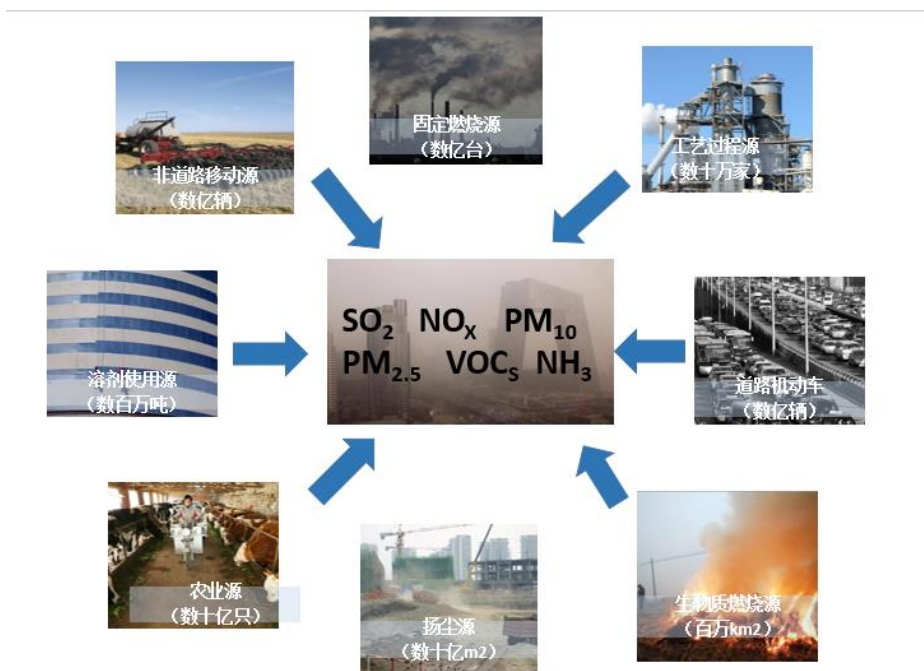 固定燃烧源
（数亿台）
工艺过程源
（数十万家）
非道路移动源
（数亿辆）
SO₂ NOₓ PM₁₀
PM₂.₅ VOCₛ NH₃
溶剂使用源
（数百万吨）
道路机动车
（数亿辆）
农业源
（数十亿只）
扬尘源
（数十亿m2）
生物质燃烧源
（百万km2）